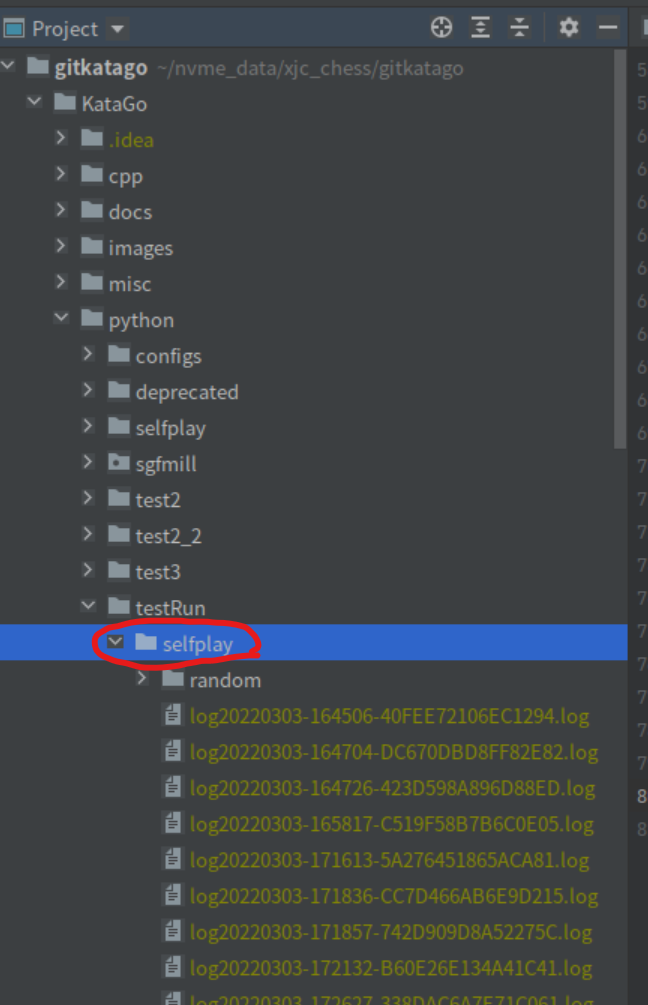 Project
gitkatago ~/nvme_data/xjc_chess/gitkatago
KataGo
.idea
cpp
docs
images
misc
python
configs
deprecated
selfplay
sgfmill
test2
test2_2
test3
testRun
selfplay
random
log20220303-164506-40FEE72106EC1294.log
log20220303-164704-DC670DBD8FF82E82.log
log20220303-164726-423D598A896D88ED.log
log20220303-165817-C519F58B7B6C0E05.log
log20220303-171613-5A276451865ACA81.log
log20220303-171836-CC7D466AB6E9D215.log
log20220303-171857-742D909D8A52275C.log
log20220303-172132-B60E26E134A41C41.log